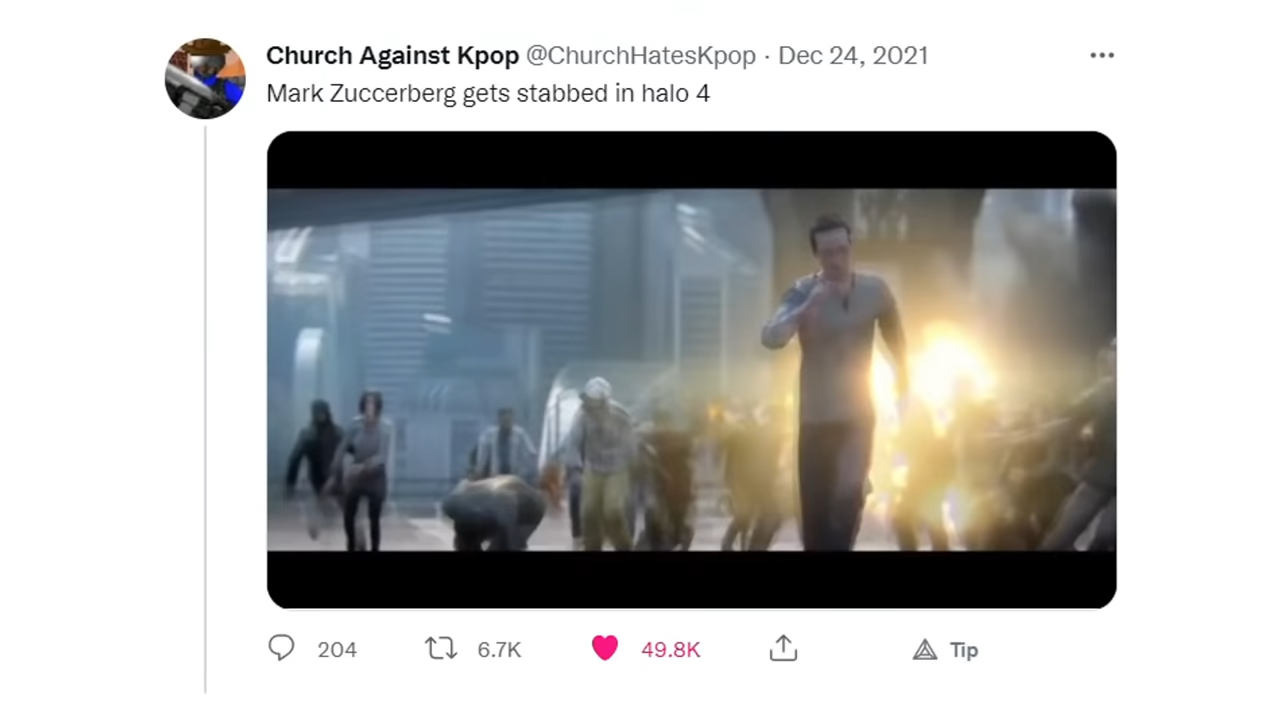 Church Against Kpop @ChurchHatesKpop · Dec 24, 2021
Mark Zuccerberg gets stabbed in halo 4
204 6.7K 49.8K Tip